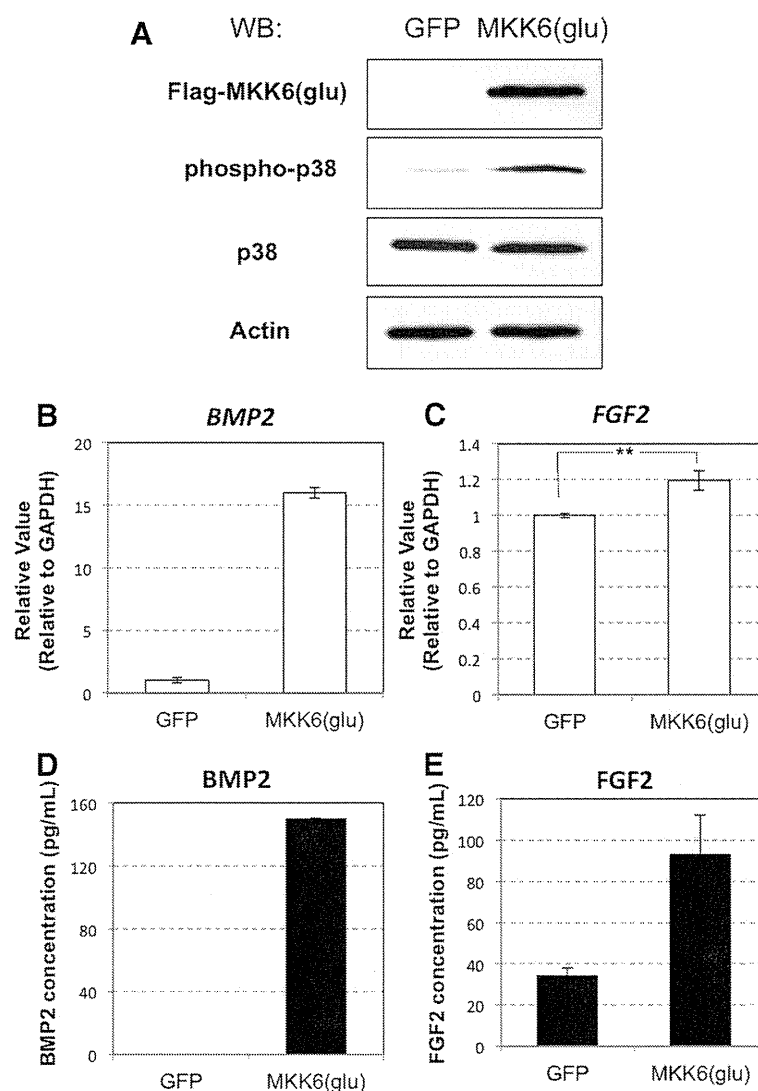 A WB: GFP MKK6(glu)
Flag-MKK6(glu)
phospho-p38
p38
Actin
B BMP2
Relative Value
(Relative to GAPDH)
20
15
10
5
0
GFP MKK6(glu)
C FGF2
Relative Value
(Relative to GAPDH)
1.4
1.2
1
0.8
0.6
0.4
0.2
0
**
GFP MKK6(glu)
D BMP2
BMP2 concentration (pg/mL)
160
120
80
40
0
GFP MKK6(glu)
E FGF2
FGF2 concentration (pg/mL)
120
100
80
60
40
20
0
GFP MKK6(glu)